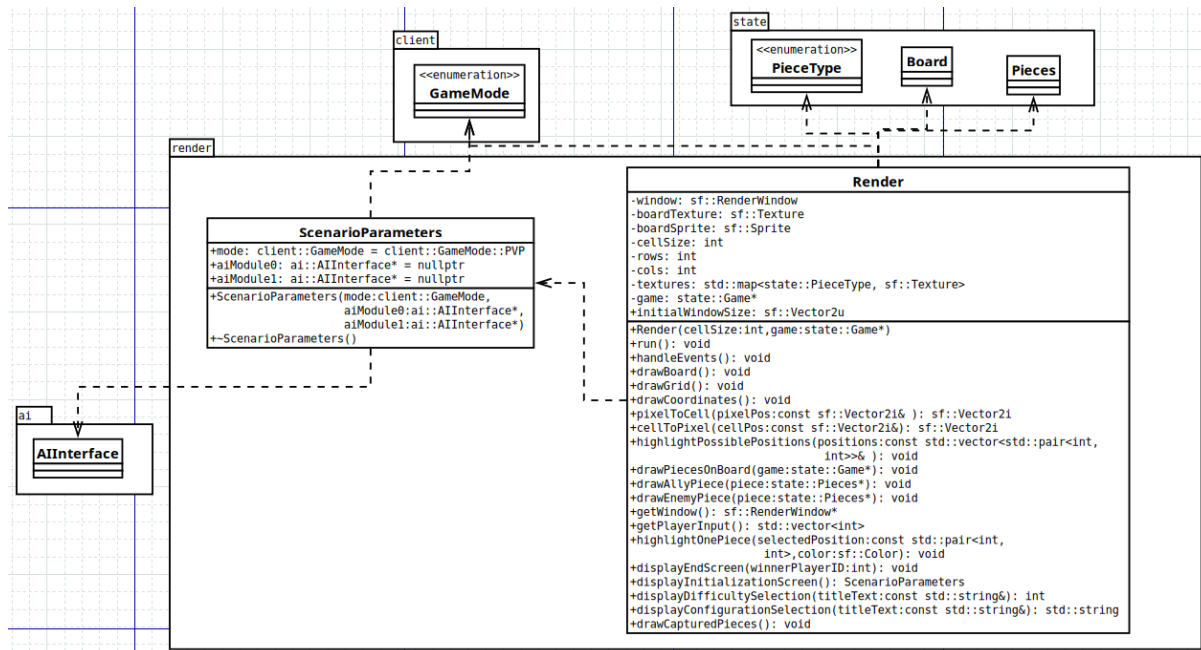 client
<<enumeration>>
GameMode
state
<<enumeration>>
PieceType
Board
Pieces
render
ScenarioParameters
+mode: client::GameMode = client::GameMode::PVP
+aiModule0: ai::AIInterface* = nullptr
+aiModule1: ai::AIInterface* = nullptr
+ScenarioParameters(mode:client::GameMode,
aiModule0:ai::AIInterface*,
aiModule1:ai::AIInterface*)
+~ScenarioParameters()
Render
-window: sf::RenderWindow
-boardTexture: sf::Texture
-boardSprite: sf::Sprite
-cellSize: int
-rows: int
-cols: int
-textures: std::map<state::PieceType, sf::Texture>
-game: state::Game*
+initialWindowSize: sf::Vector2u
+Render(cellSize:int,game:state::Game*)
+run(): void
+handleEvents(): void
+drawBoard(): void
+drawGrid(): void
+drawCoordinates(): void
+pixelToCell(pixelPos:const sf::Vector2i& ): sf::Vector2i
+cellToPixel(cellPos:const sf::Vector2i&): sf::Vector2i
+highlightPossiblePositions(positions:const std::vector<std::pair<int,
int>>& ): void
+drawPiecesOnBoard(game:state::Game*): void
+drawAllyPiece(piece:state::Pieces*): void
+drawEnemyPiece(piece:state::Pieces*): void
+getWindow(): sf::RenderWindow*
+getPlayerInput(): std::vector<int>
+highlightOnePiece(selectedPosition:const std::pair<int,
int>,color:sf::Color): void
+displayEndScreen(winnerPlayerID:int): void
+displayInitializationScreen(): ScenarioParameters
+displayDifficultySelection(titleText:const std::string&): int
+displayConfigurationSelection(titleText:const std::string&): std::string
+drawCapturedPieces(): void
ai
AIInterface